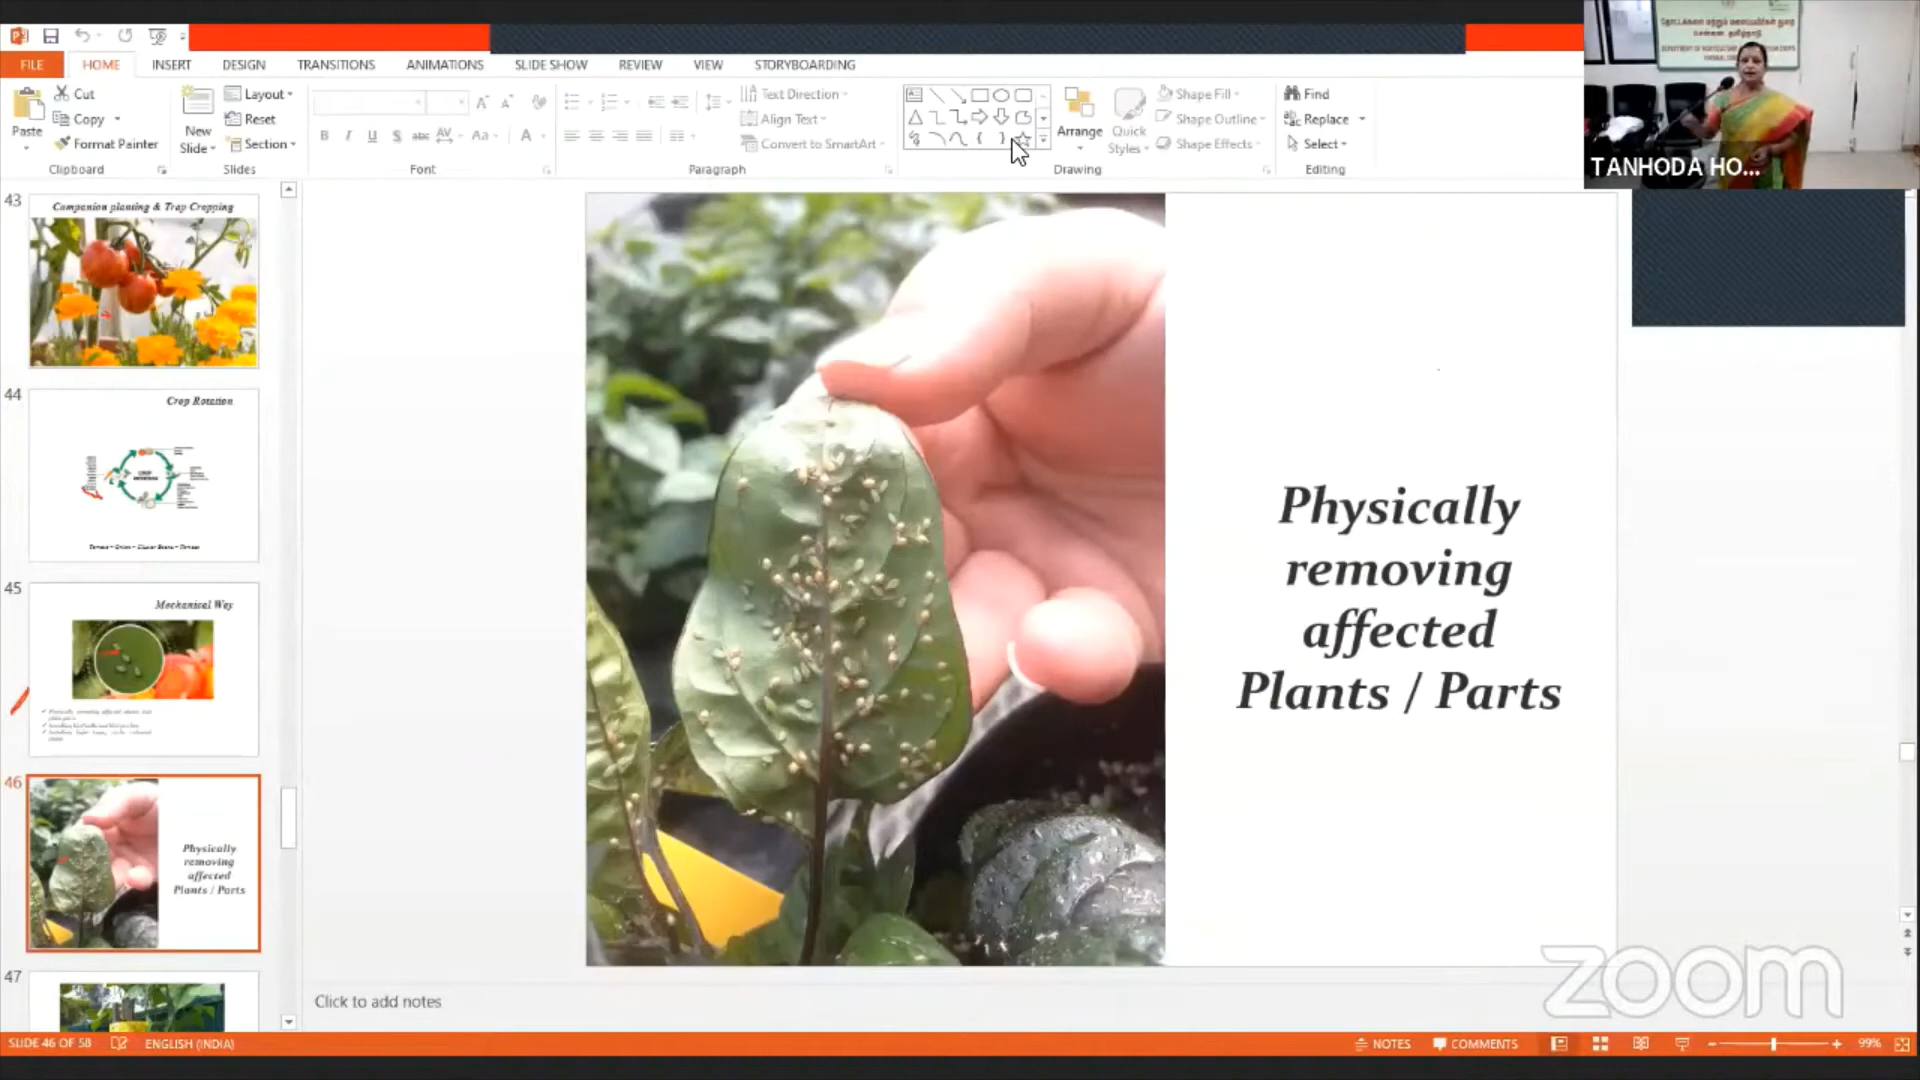 FILE HOME INSERT DESIGN TRANSITIONS ANIMATIONS SLIDE SHOW REVIEW VIEW STORYBOARDING
Paste
Cut
Copy
Format Painter
Clipboard
New
Slide
Layout
Reset
Section
Slides
Font
Text Direction
Align Text
Convert to SmartArt
Paragraph
Arrange
Quick
Styles
Shape Fill
Shape Outline
Shape Effects
Drawing
Find
Replace
Select
Editing
TANHODA HO...
43
Companion planting & Trap Cropping
44
Crop Rotation
45
Mechanical Way
46
Physically
removing
affected
Plants / Parts
47
Physically
removing
affected
Plants / Parts
Click to add notes
zoom
SLIDE 46 OF 58 ENGLISH (INDIA) NOTES COMMENTS 99%